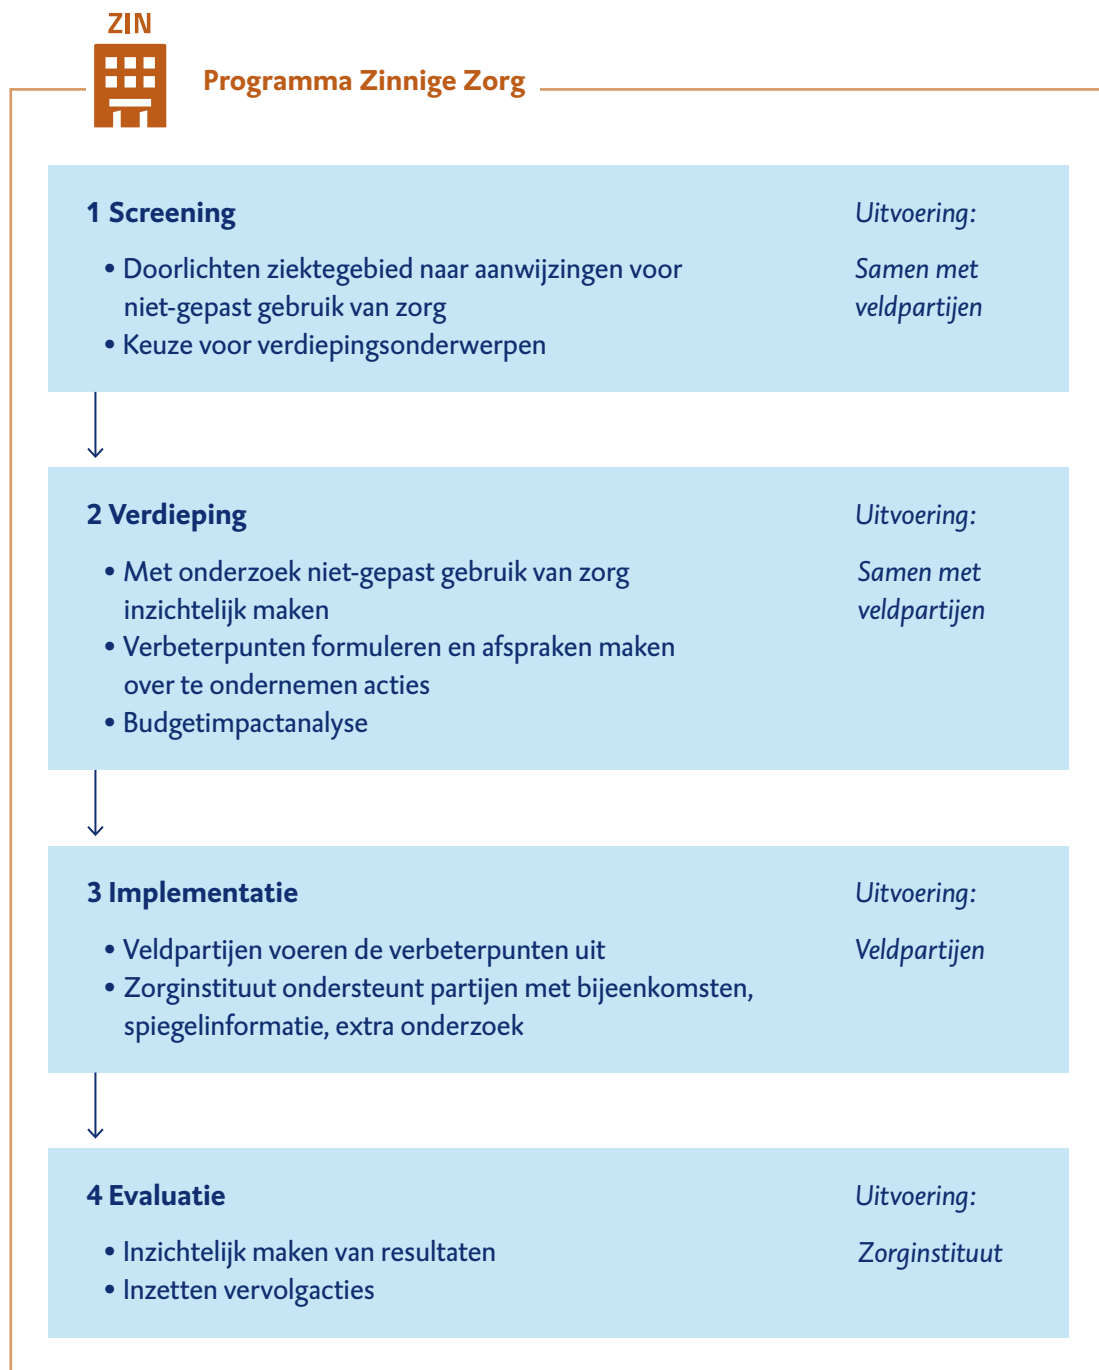 ZIN
Programma Zinnige Zorg
1 Screening
Uitvoering:
• Doorlichten ziektegebied naar aanwijzingen voor
niet-gepast gebruik van zorg
• Keuze voor verdiepingsonderwerpen
Samen met
veldpartijen
2 Verdieping
Uitvoering:
• Met onderzoek niet-gepast gebruik van zorg
inzichtelijk maken
• Verbeterpunten formuleren en afspraken maken
over te ondernemen acties
• Budgetimpactanalyse
Samen met
veldpartijen
3 Implementatie
Uitvoering:
• Veldpartijen voeren de verbeterpunten uit
• Zorginstituut ondersteunt partijen met bijeenkomsten,
spiegelinformatie, extra onderzoek
Veldpartijen
4 Evaluatie
Uitvoering:
• Inzichtelijk maken van resultaten
• Inzetten vervolgacties
Zorginstituut